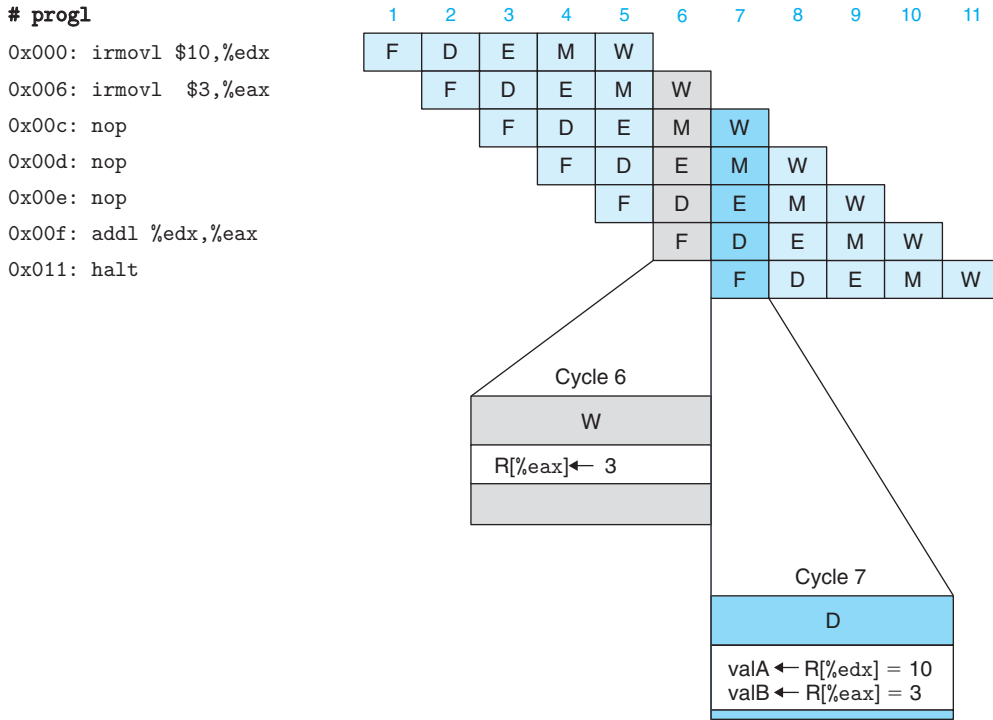 # prog1 1 2 3 4 5 6 7 8 9 10 11
0x000: irmovl $10,%edx F D E M W
0x006: irmovl $3,%eax F D E M W
0x00c: nop F D E M W
0x00d: nop F D E M W
0x00e: nop F D E M W
0x00f: addl %edx,%eax F D E M W
0x011: halt F D E M W
Cycle 6
W
R[%eax]← 3
Cycle 7
D
valA ← R[%edx] = 10
valB ← R[%eax] = 3